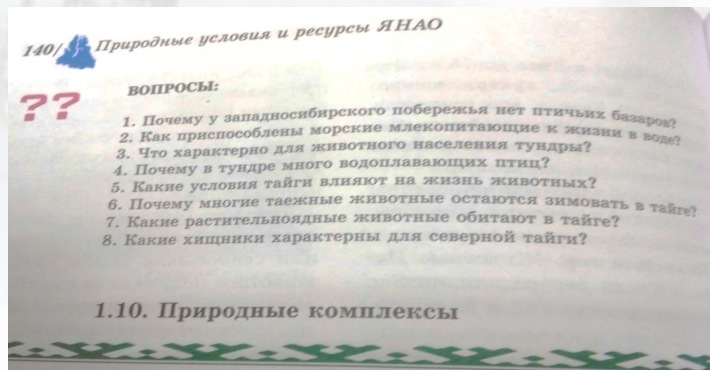 140/ Природные условия и ресурсы ЯНАО
??
ВОПРОСЫ:
1. Почему у западносибирского побережья нет птичьих базаров?
2. Как приспособлены морские млекопитающие к жизни в воде?
3. Что характерно для животного населения тундры?
4. Почему в тундре много водоплавающих птиц?
5. Какие условия тайги влияют на жизнь животных?
6. Почему многие таежные животные остаются зимовать в тайге?
7. Какие растительноядные животные обитают в тайге?
8. Какие хищники характерны для северной тайги?
1.10. Природные комплексы